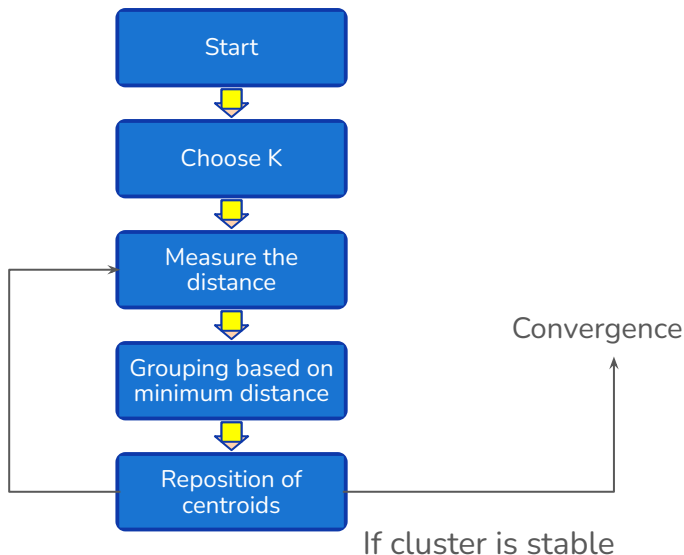 Start
Choose K
Measure the
distance
Grouping based on
minimum distance
Reposition of
centroids
Convergence
If cluster is stable